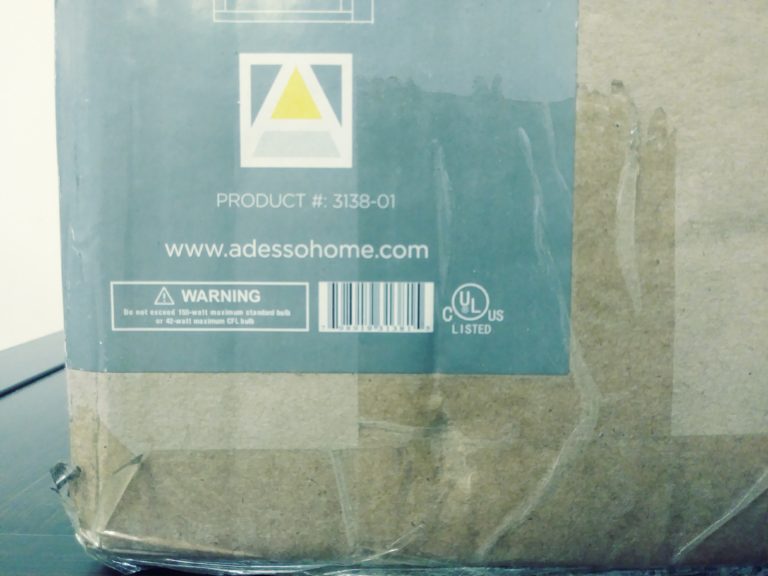 PRODUCT #: 3138-01
www.adessohome.com
WARNING
Do not exceed 150-watt maximum standard bulb
or 42-watt maximum CFL bulb
C UL US
LISTED